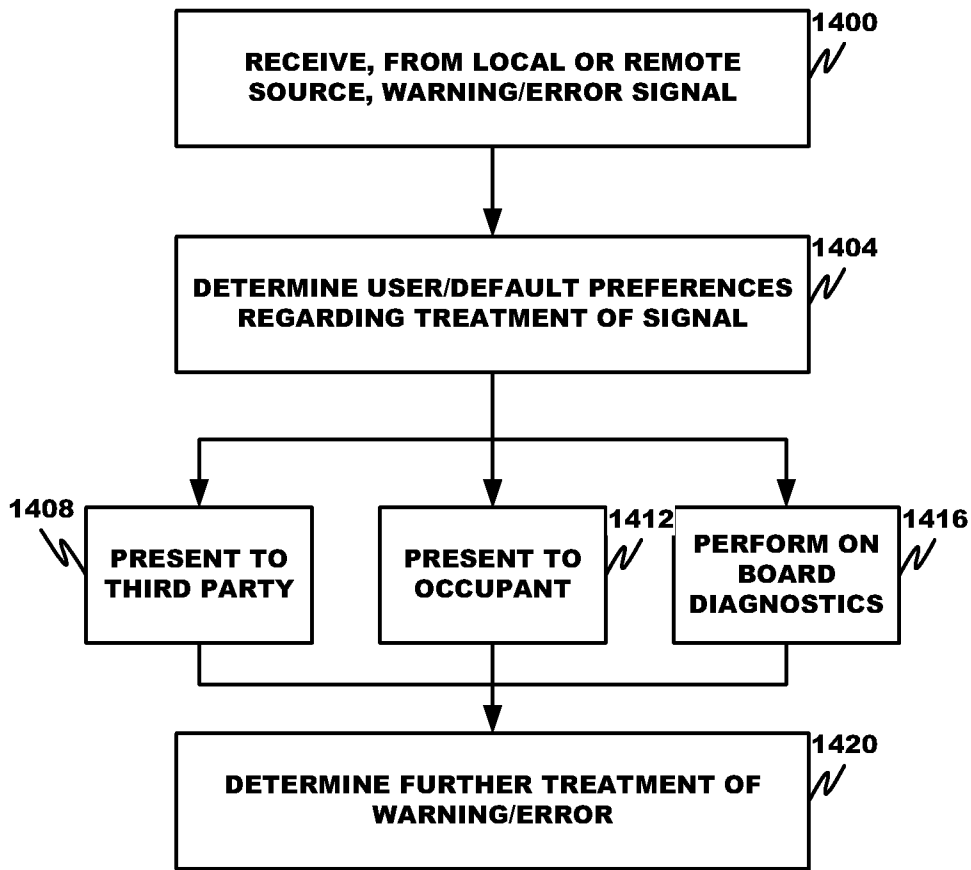 1400
RECEIVE, FROM LOCAL OR REMOTE
SOURCE, WARNING/ERROR SIGNAL
1404
DETERMINE USER/DEFAULT PREFERENCES
REGARDING TREATMENT OF SIGNAL
1408
PRESENT TO
THIRD PARTY
1412
PRESENT TO
OCCUPANT
1416
PERFORM ON
BOARD
DIAGNOSTICS
1420
DETERMINE FURTHER TREATMENT OF
WARNING/ERROR